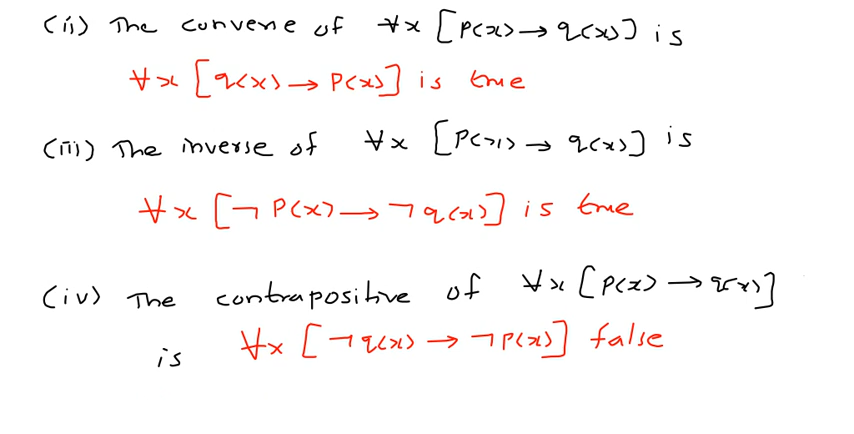 (ii) The converse of ∀x [P(x) → q(x)] is
∀x [q(x) → P(x)] is true
(iii) The inverse of ∀x [P(x) → q(x)] is
∀x [¬P(x) → ¬q(x)] is true
(iv) The contrapositive of ∀x [P(x) → q(x)]
is ∀x [¬q(x) → ¬P(x)] false